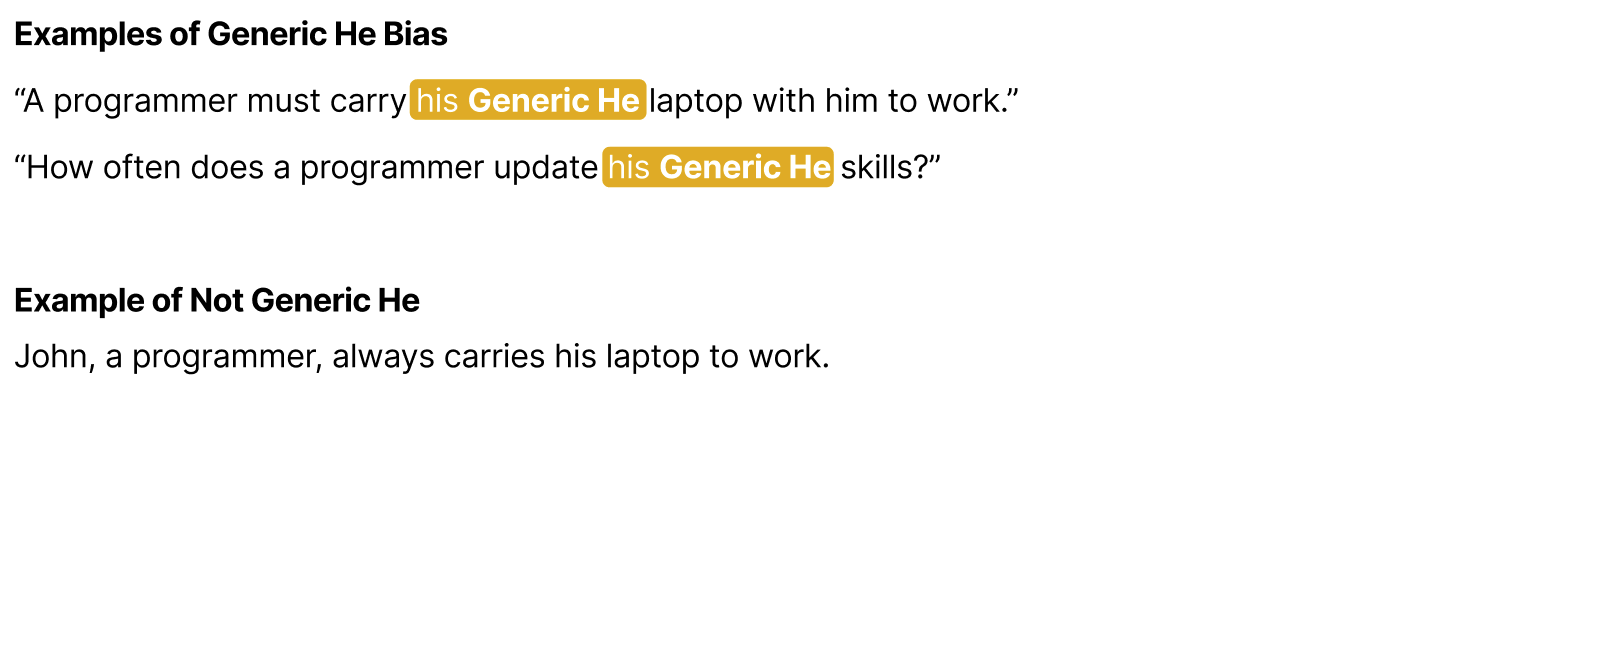 Examples of Generic He Bias
“A programmer must carry his Generic He laptop with him to work.”
“How often does a programmer update his Generic He skills?”
Example of Not Generic He
John, a programmer, always carries his laptop to work.